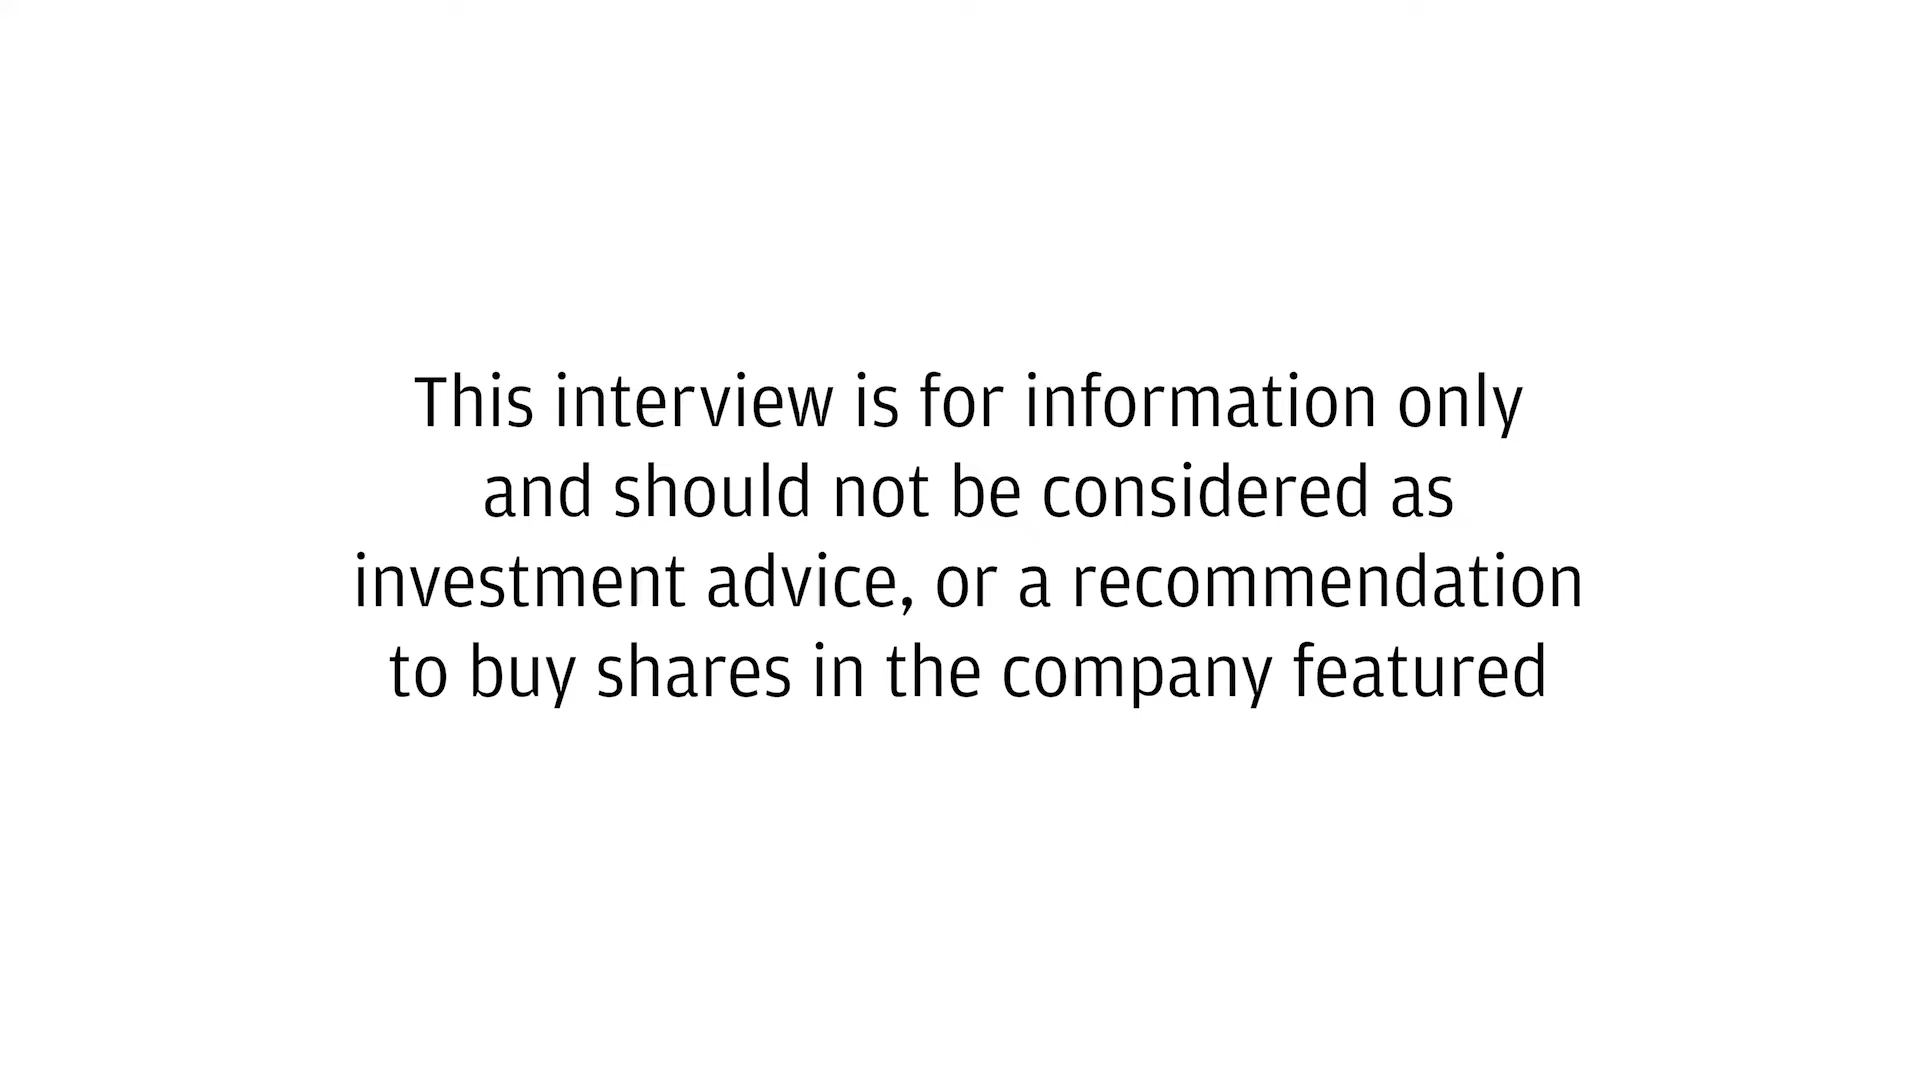 This interview is for information only
and should not be considered as
investment advice, or a recommendation
to buy shares in the company featured